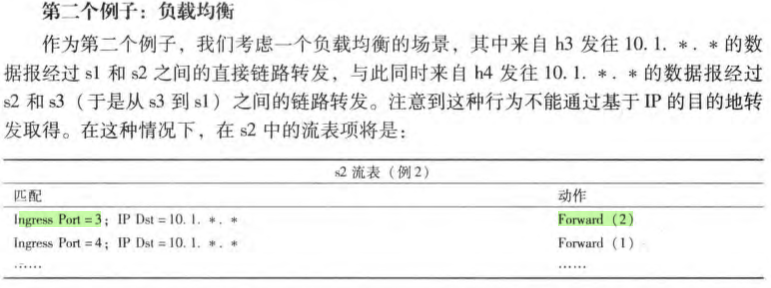 第二个例子：负载均衡
作为第二个例子，我们考虑一个负载均衡的场景，其中来自 h3 发往 10. 1. *. * 的数
据报经过 s1 和 s2 之间的直接链路转发，与此同时来自 h4 发往 10. 1. *. * 的数据报经过
s2 和 s3（于是从 s3 到 s1）之间的链路转发。注意到这种行为不能通过基于 IP 的目的地转
发取得。在这种情况下，在 s2 中的流表项将是：
s2 流表（例 2）
匹配 动作
Ingress Port = 3；IP Dst = 10. 1. *. * Forward（2）
Ingress Port = 4；IP Dst = 10. 1. *. * Forward（1）
…… ……